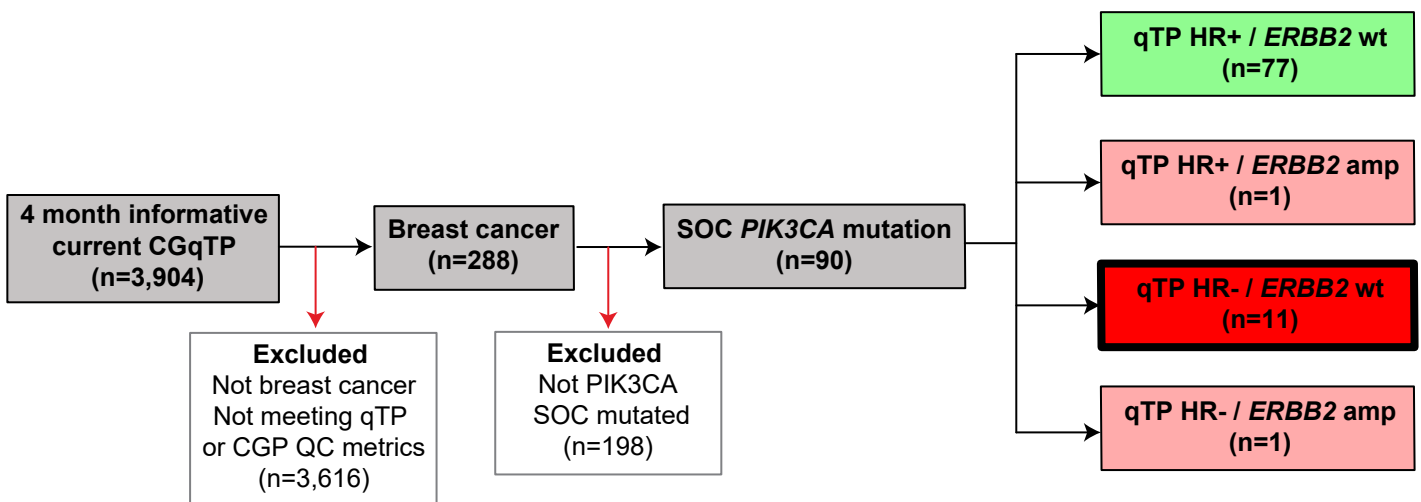 4 month informative
current CGqTP
(n=3,904)
Excluded
Not breast cancer
Not meeting qTP
or CGP QC metrics
(n=3,616)
Breast cancer
(n=288)
Excluded
Not PIK3CA
SOC mutated
(n=198)
SOC PIK3CA mutation
(n=90)
qTP HR+ / ERBB2 wt
(n=77)
qTP HR+ / ERBB2 amp
(n=1)
qTP HR- / ERBB2 wt
(n=11)
qTP HR- / ERBB2 amp
(n=1)